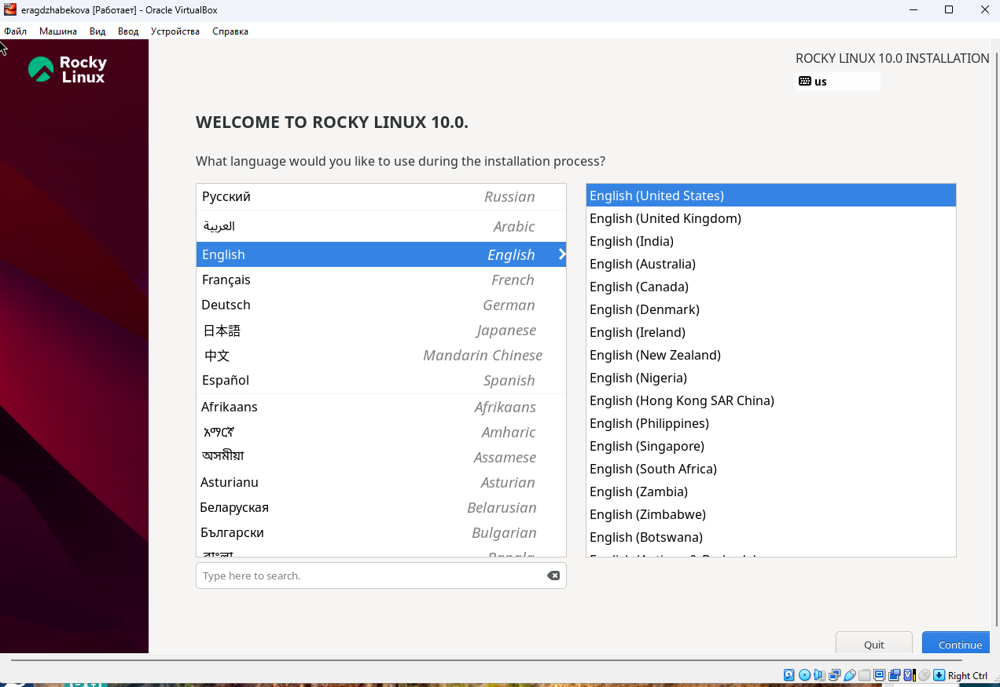 eragdzhabekova [Работает] - Oracle VirtualBox
Файл Машина Вид Ввод Устройства Справка
Rocky
Linux
ROCKY LINUX 10.0 INSTALLATION
us
WELCOME TO ROCKY LINUX 10.0.
What language would you like to use during the installation process?
Русский Russian
العربية Arabic
English English
Français French
Deutsch German
日本語 Japanese
中文 Mandarin Chinese
Español Spanish
Afrikaans Afrikaans
አማርኛ Amharic
অসমীয়া Assamese
Asturianu Asturian
Беларуская Belarusian
Български Bulgarian
Type here to search.
English (United States)
English (United Kingdom)
English (India)
English (Australia)
English (Canada)
English (Denmark)
English (Ireland)
English (New Zealand)
English (Nigeria)
English (Hong Kong SAR China)
English (Philippines)
English (Singapore)
English (South Africa)
English (Zambia)
English (Zimbabwe)
English (Botswana)
Quit Continue
Right Ctrl